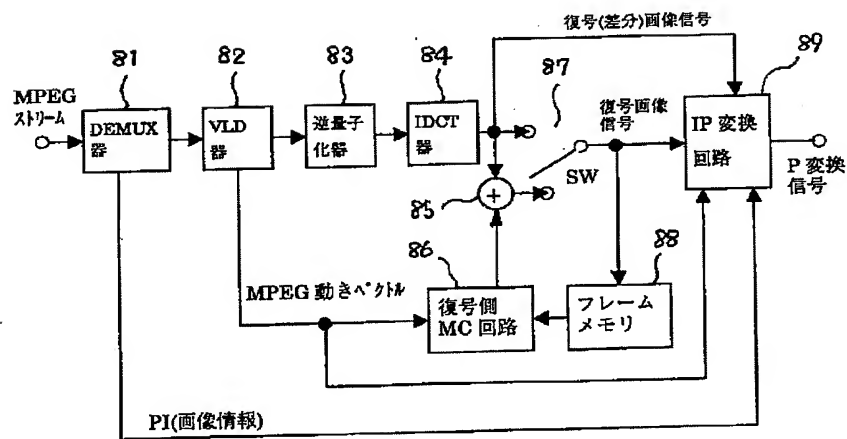 復号(差分)画像信号
81
82
83
84
87
89
MPEG
ストリーム
DEMUX
器
VLD
器
逆量子
化器
IDCT
器
復号画像
信号
IP 変換
回路
P 変換
信号
SW
85
+
86
88
MPEG 動きベクトル
復号側
MC 回路
フレーム
メモリ
PI(画像情報)